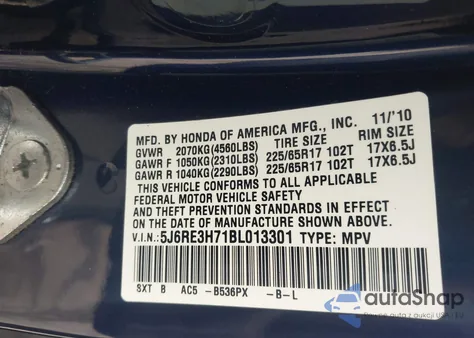 MFD. BY HONDA OF AMERICA MFG., INC. 11/'10
GVWR 2070KG(4560LBS) TIRE SIZE RIM SIZE
GAWR F 1050KG(2310LBS) 225/65R17 102T 17X6.5J
GAWR R 1040KG(2290LBS) 225/65R17 102T 17X6.5J
THIS VEHICLE CONFORMS TO ALL APPLICABLE
FEDERAL MOTOR VEHICLE SAFETY
AND THEFT PREVENTION STANDARDS IN EFFECT
ON THE DATE OF MANUFACTURE SHOWN ABOVE.
V.I.N.: 5J6RE3H71BL013301 TYPE: MPV
SXT B AC5 -B536PX -B-L
autoShap